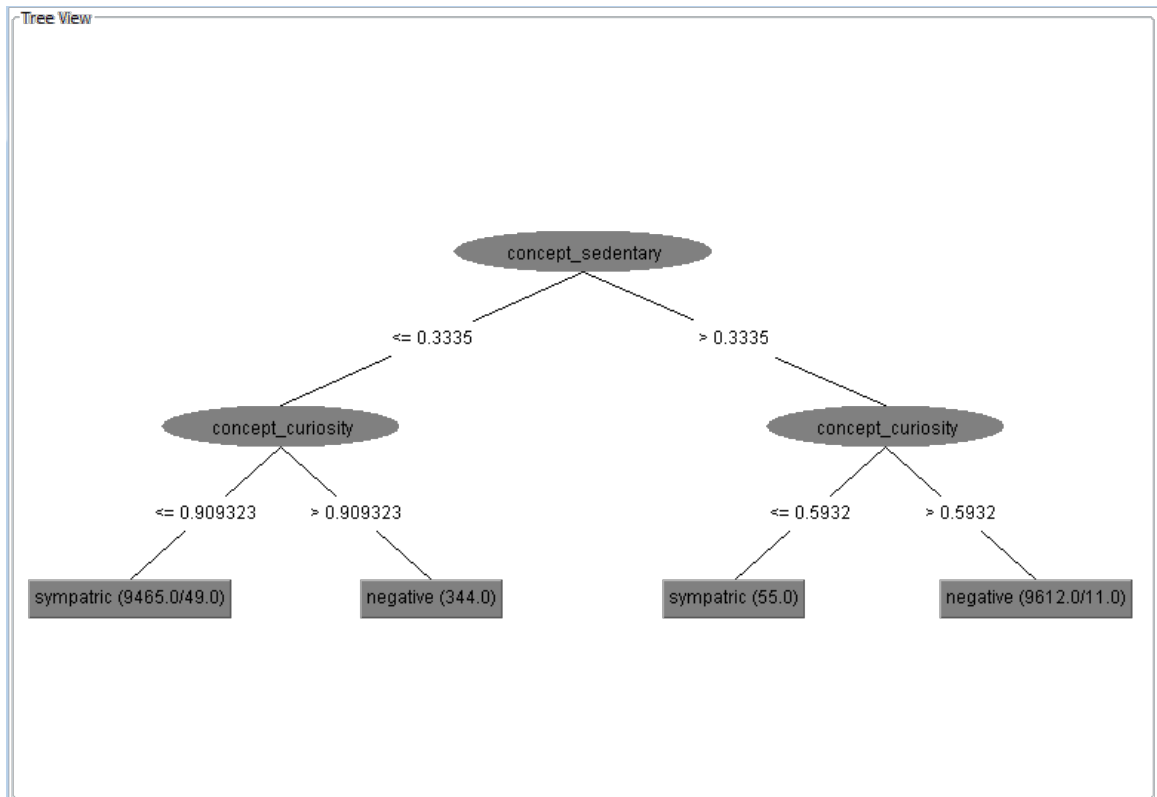 Tree View
concept_sedentary
<= 0.3335
> 0.3335
concept_curiosity
concept_curiosity
<= 0.909323
> 0.909323
<= 0.5932
> 0.5932
sympatric (9465.0/49.0)
negative (344.0)
sympatric (55.0)
negative (9612.0/11.0)